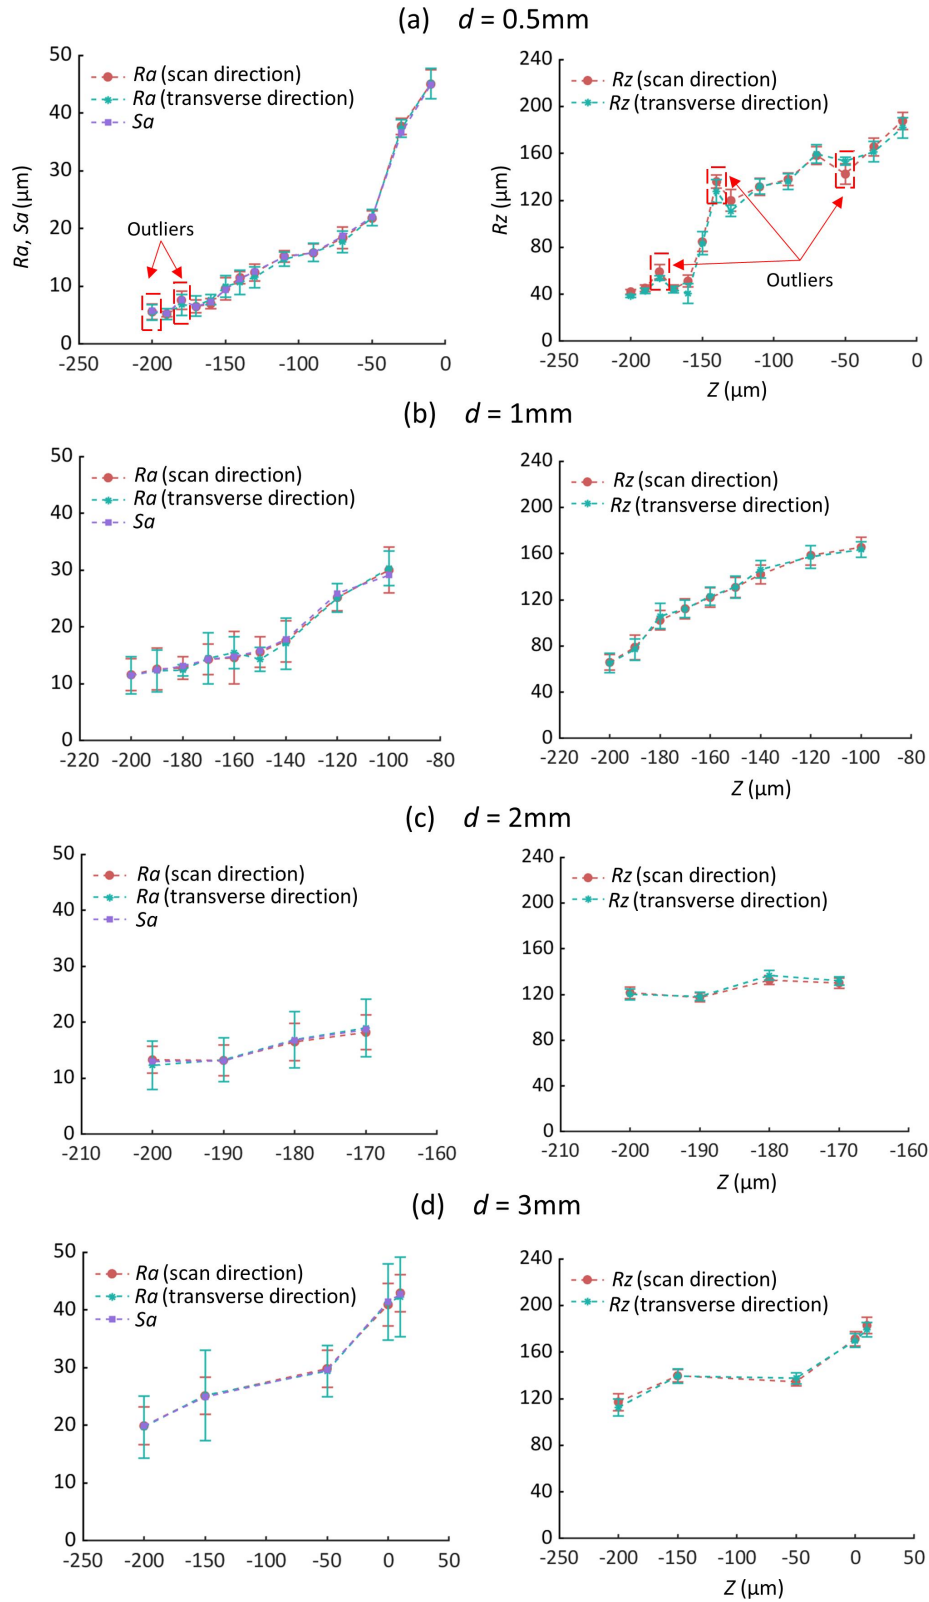 (a) d = 0.5mm
50
40
30
20
10
0
Ra, Sa (μm)
Ra (scan direction)
Ra (transverse direction)
Sa
Outliers
-250 -200 -150 -100 -50 0
240
200
160
120
80
40
0
Rz (μm)
Rz (scan direction)
Rz (transverse direction)
Outliers
-250 -200 -150 -100 -50 0
Z (μm)
(b) d = 1mm
50
40
30
20
10
0
Ra (scan direction)
Ra (transverse direction)
Sa
-220 -200 -180 -160 -140 -120 -100 -80
240
200
160
120
80
40
0
Rz (scan direction)
Rz (transverse direction)
-220 -200 -180 -160 -140 -120 -100 -80
Z (μm)
(c) d = 2mm
50
40
30
20
10
0
Ra (scan direction)
Ra (transverse direction)
Sa
-210 -200 -190 -180 -170 -160
240
200
160
120
80
40
0
Rz (scan direction)
Rz (transverse direction)
-210 -200 -190 -180 -170 -160
Z (μm)
(d) d = 3mm
50
40
30
20
10
0
Ra (scan direction)
Ra (transverse direction)
Sa
-250 -200 -150 -100 -50 0 50
240
200
160
120
80
40
0
Rz (scan direction)
Rz (transverse direction)
-250 -200 -150 -100 -50 0 50
Z (μm)